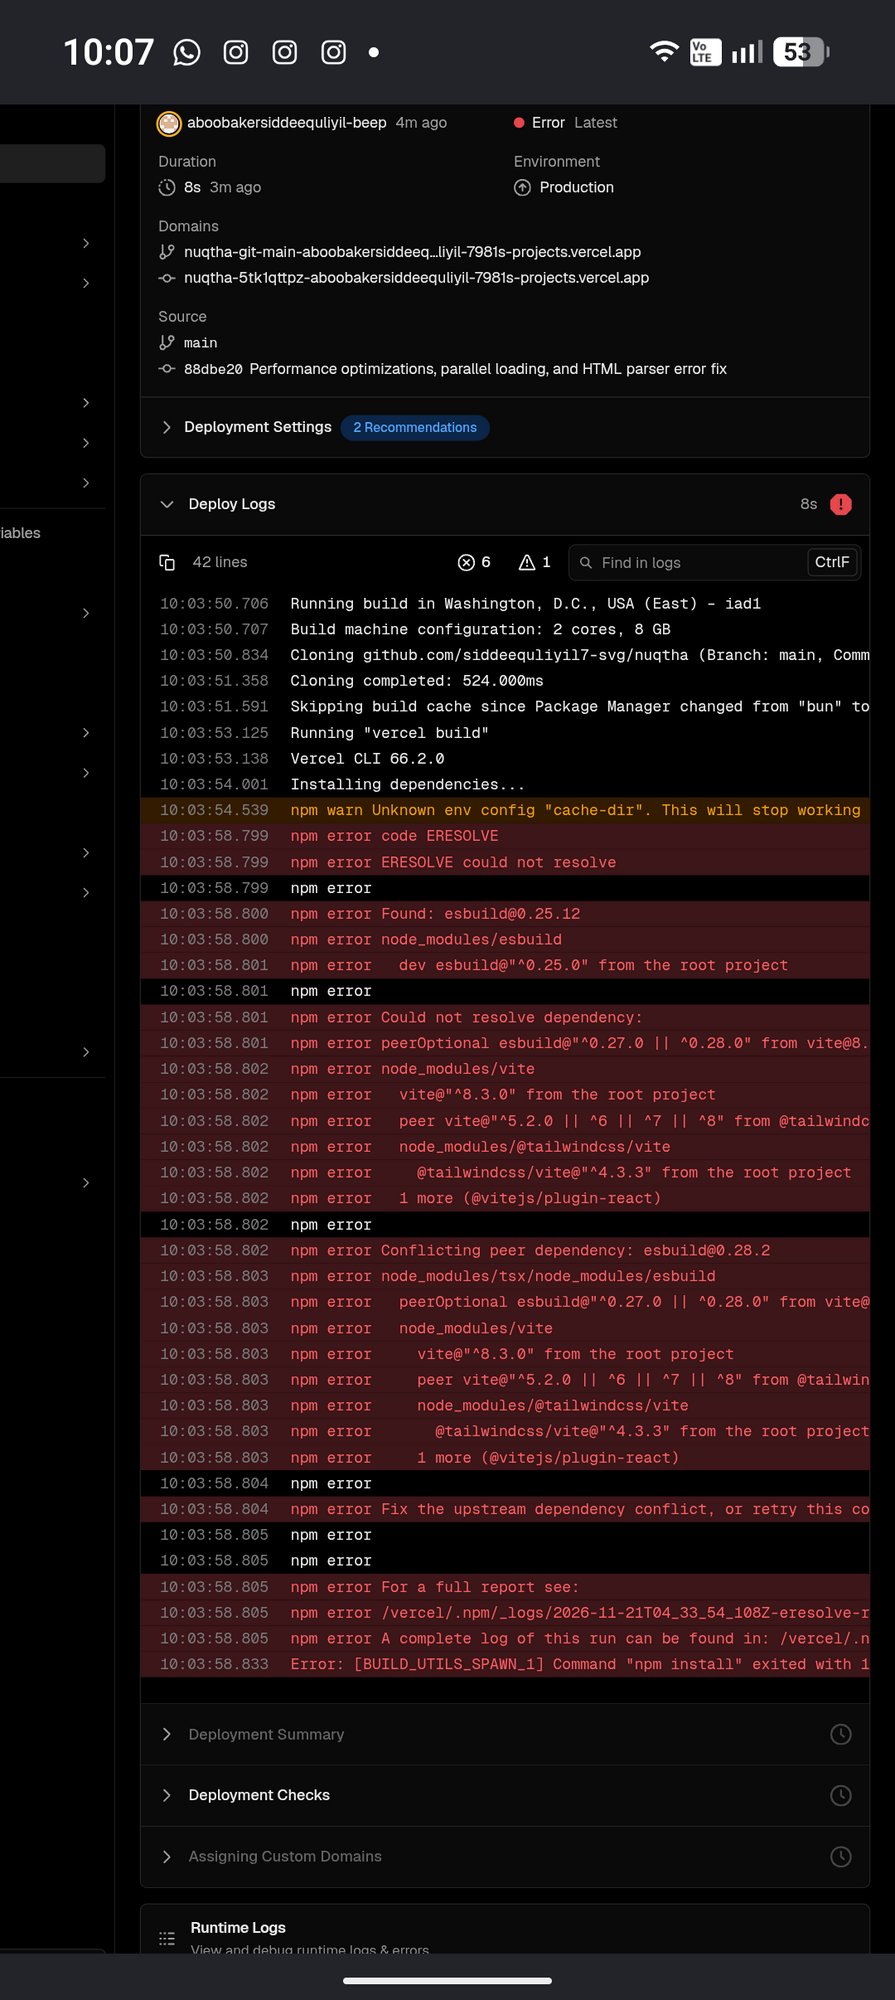 10:07
Vo LTE
53
aboobakersiddeequliyil-beep 4m ago
Error Latest
Duration
Environment
8s 3m ago
Production
Domains
nuqtha-git-main-aboobakersiddeeq...liyil-7981s-projects.vercel.app
nuqtha-5tk1qttpz-aboobakersiddeequliyil-7981s-projects.vercel.app
Source
main
88dbe20 Performance optimizations, parallel loading, and HTML parser error fix
Deployment Settings 2 Recommendations
iables
Deploy Logs 8s
42 lines 6 1 Find in logs CtrlF
10:03:50.706 Running build in Washington, D.C., USA (East) – iad1
10:03:50.707 Build machine configuration: 2 cores, 8 GB
10:03:50.834 Cloning github.com/siddeequliyil7-svg/nuqtha (Branch: main, Comm
10:03:51.358 Cloning completed: 524.000ms
10:03:51.591 Skipping build cache since Package Manager changed from "bun" to
10:03:53.125 Running "vercel build"
10:03:53.138 Vercel CLI 66.2.0
10:03:54.001 Installing dependencies...
10:03:54.539 npm warn Unknown env config "cache-dir". This will stop working
10:03:58.799 npm error code ERESOLVE
10:03:58.799 npm error ERESOLVE could not resolve
10:03:58.799 npm error
10:03:58.800 npm error Found: esbuild@0.25.12
10:03:58.800 npm error node_modules/esbuild
10:03:58.801 npm error   dev esbuild@"^0.25.0" from the root project
10:03:58.801 npm error
10:03:58.801 npm error Could not resolve dependency:
10:03:58.801 npm error peerOptional esbuild@"^0.27.0 || ^0.28.0" from vite@8.
10:03:58.802 npm error node_modules/vite
10:03:58.802 npm error   vite@"^8.3.0" from the root project
10:03:58.802 npm error   peer vite@"^5.2.0 || ^6 || ^7 || ^8" from @tailwindc
10:03:58.802 npm error   node_modules/@tailwindcss/vite
10:03:58.802 npm error     @tailwindcss/vite@"^4.3.3" from the root project
10:03:58.802 npm error   1 more (@vitejs/plugin-react)
10:03:58.802 npm error
10:03:58.802 npm error Conflicting peer dependency: esbuild@0.28.2
10:03:58.803 npm error node_modules/tsx/node_modules/esbuild
10:03:58.803 npm error   peerOptional esbuild@"^0.27.0 || ^0.28.0" from vite@
10:03:58.803 npm error   node_modules/vite
10:03:58.803 npm error     vite@"^8.3.0" from the root project
10:03:58.803 npm error     peer vite@"^5.2.0 || ^6 || ^7 || ^8" from @tailwin
10:03:58.803 npm error     node_modules/@tailwindcss/vite
10:03:58.803 npm error       @tailwindcss/vite@"^4.3.3" from the root project
10:03:58.803 npm error     1 more (@vitejs/plugin-react)
10:03:58.804 npm error
10:03:58.804 npm error Fix the upstream dependency conflict, or retry this co
10:03:58.805 npm error
10:03:58.805 npm error
10:03:58.805 npm error For a full report see:
10:03:58.805 npm error /vercel/.npm/_logs/2026-11-21T04_33_54_108Z-eresolve-r
10:03:58.805 npm error A complete log of this run can be found in: /vercel/.n
10:03:58.833 Error: [BUILD_UTILS_SPAWN_1] Command "npm install" exited with 1
Deployment Summary
Deployment Checks
Assigning Custom Domains
Runtime Logs
View and debug runtime logs & errors